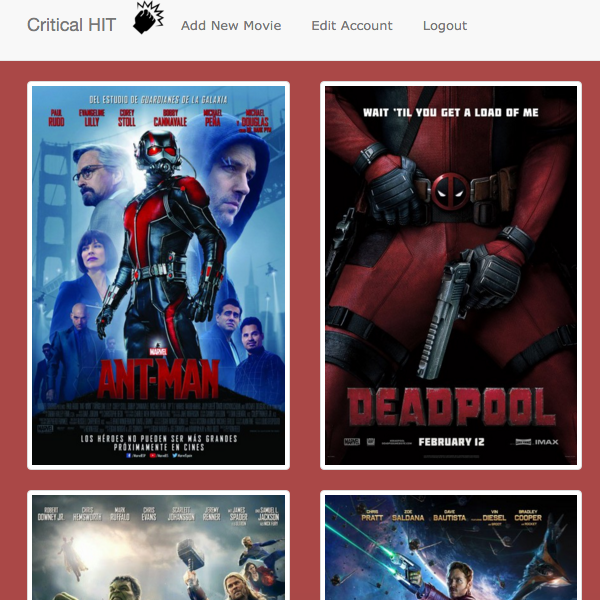 Critical HIT
Add New Movie
Edit Account
Logout
DEL ESTUDIO DE GUARDIANES DE LA GALAXIA
PAUL RUDD
EVANGELINE LILLY
COREY STOLL
BOBBY CANNAVALE
MICHAEL PEÑA
MICHAEL DOUGLAS
MARVEL
ANT-MAN
LOS HÉROES NO PUEDEN SER MÁS GRANDES
PRÓXIMAMENTE EN CINES
WAIT 'TIL YOU GET A LOAD OF ME
DEADPOOL
MARVEL
FEBRUARY 12
IMAX
ROBERT DOWNEY JR.
CHRIS HEMSWORTH
MARK RUFFALO
CHRIS EVANS
SCARLETT JOHANSSON
JEREMY RENNER
JAMES SPADER
SAMUEL L. JACKSON
CHRIS PRATT
ZOE SALDANA
DAVE BAUTISTA
VIN DIESEL
BRADLEY COOPER